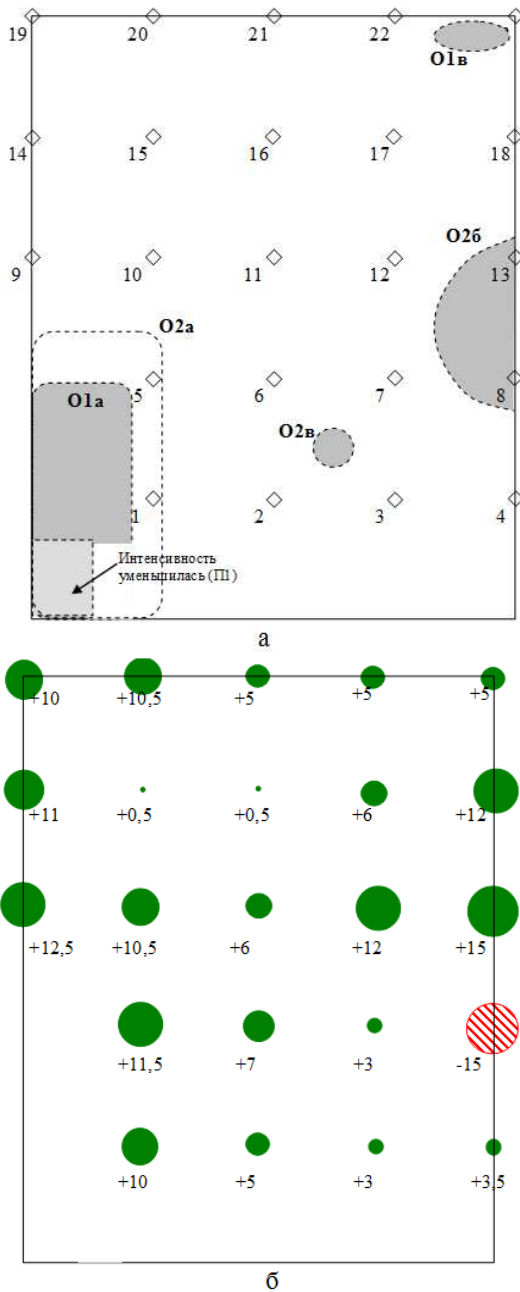 О1в
19 20 21 22
14 15 16 17 18
О2б
9 10 11 12 13
О2а
О1а 5 6 7 8
О2в
1 2 3 4
Интенсивность
уменьшилась (П1)
а
+10 +10,5 +5 +5 +5
+11 +0,5 +0,5 +6 +12
+12,5 +10,5 +6 +12 +15
+11,5 +7 +3 -15
+10 +5 +3 +3,5
б